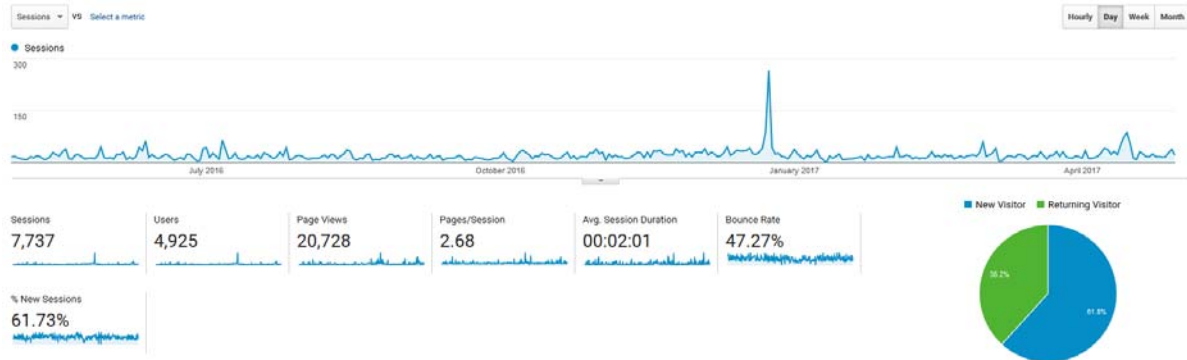 Sessions VS Select a metric
Hourly Day Week Month
Sessions
300
150
July 2016 October 2016 January 2017 April 2017
New Visitor Returning Visitor
Sessions Users Page Views Pages/Session Avg. Session Duration Bounce Rate
7,737 4,925 20,728 2.68 00:02:01 47.27%
% New Sessions
61.73%
38.2%
61.8%